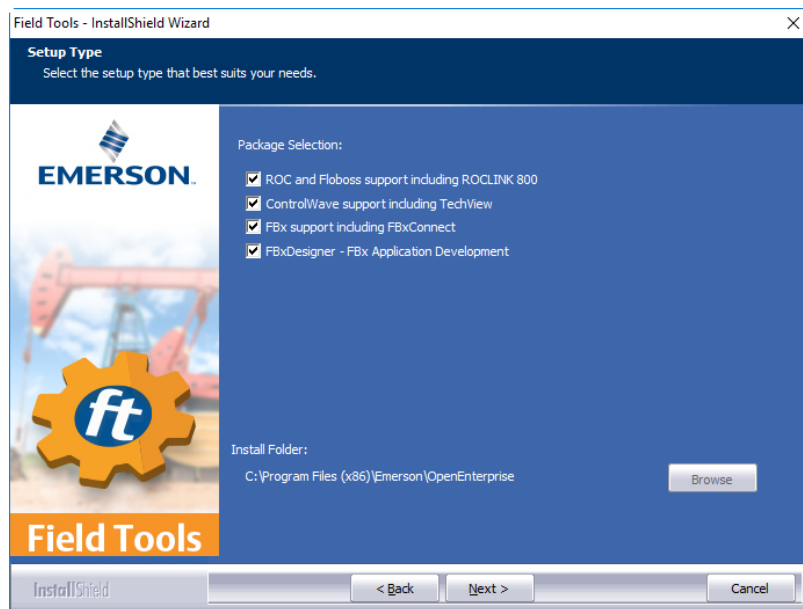 Field Tools - InstallShield Wizard
Setup Type
Select the setup type that best suits your needs.
EMERSON.
Package Selection:
ROC and Floboss support including ROCLINK 800
ControlWave support including TechView
FBx support including FBxConnect
FBxDesigner - FBx Application Development
ft
Install Folder:
C:\Program Files (x86)\Emerson\OpenEnterprise
Browse
Field Tools
InstallShield
< Back
Next >
Cancel